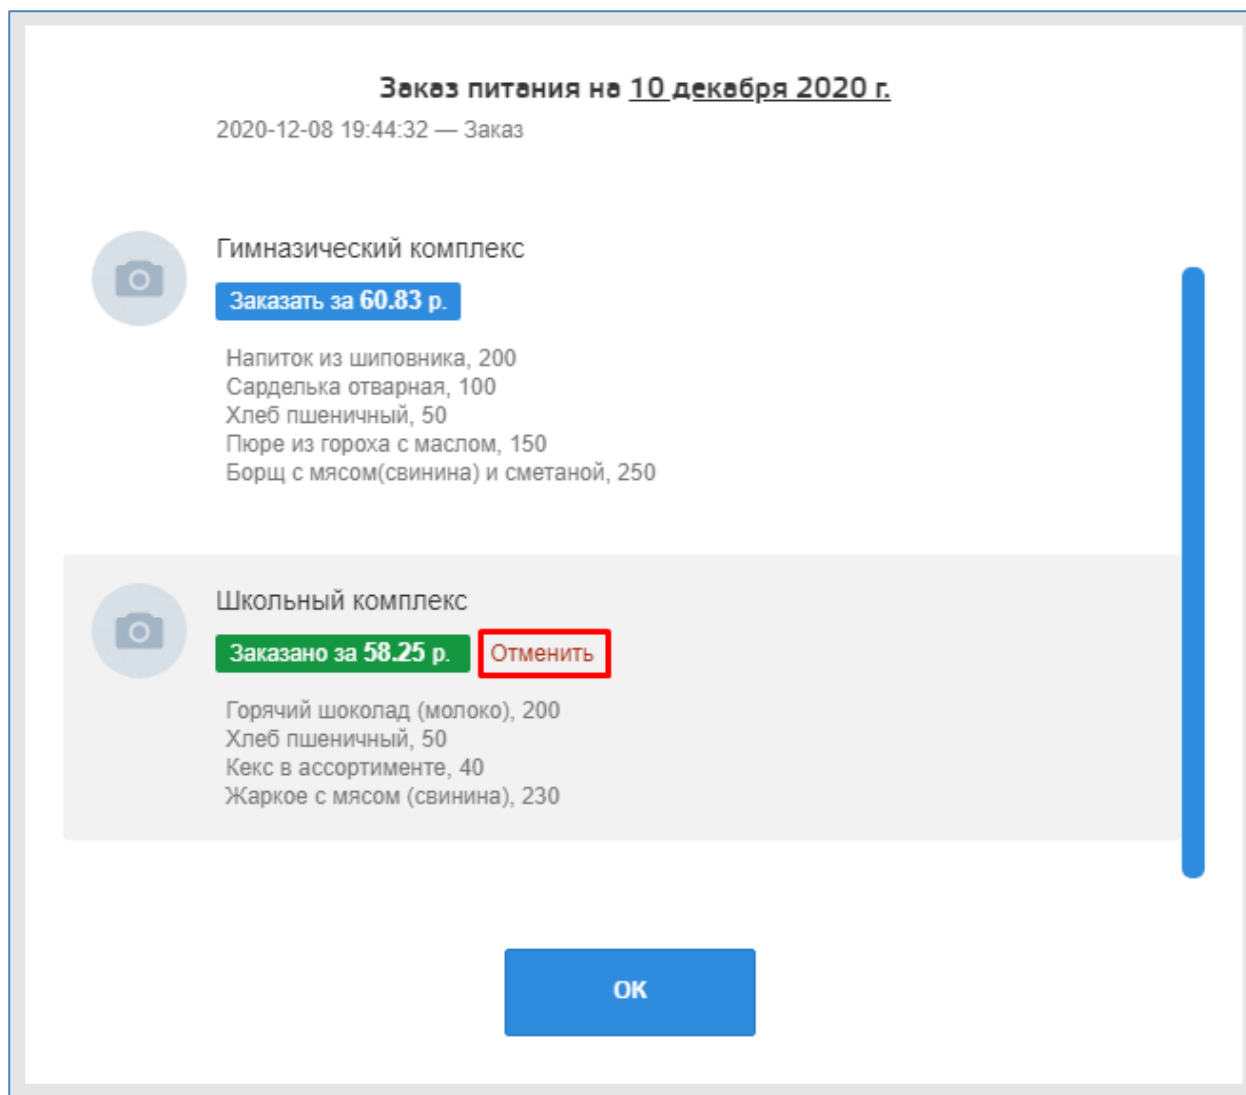 Заказ питания на 10 декабря 2020 г.
2020-12-08 19:44:32 — Заказ
Гимназический комплекс
Заказать за 60.83 р.
Напиток из шиповника, 200
Сарделька отварная, 100
Хлеб пшеничный, 50
Пюре из гороха с маслом, 150
Борщ с мясом(свинина) и сметаной, 250
Школьный комплекс
Заказано за 58.25 р. Отменить
Горячий шоколад (молоко), 200
Хлеб пшеничный, 50
Кекс в ассортименте, 40
Жаркое с мясом (свинина), 230
ОК